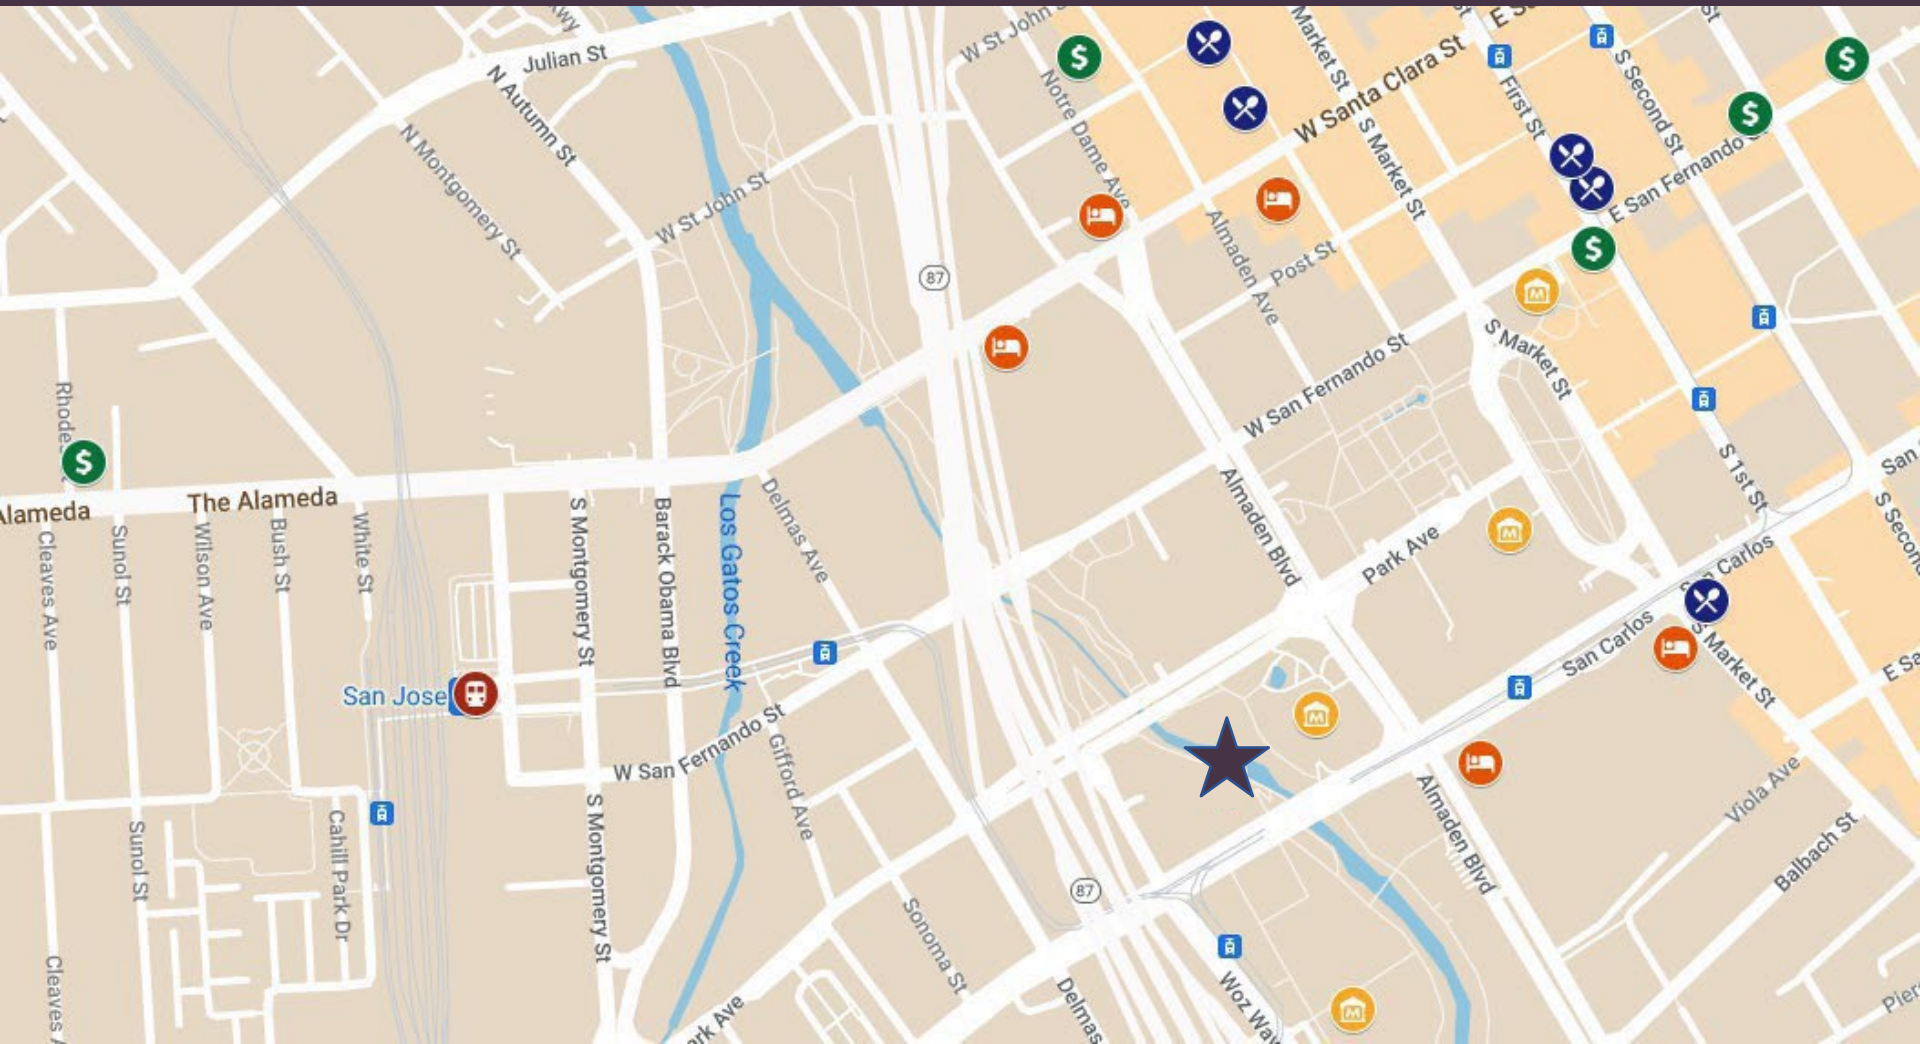 Julian St
W St John
Market St
W Santa Clara St
First St
S Second St
N Autumn St
N Montgomery St
Notre Dame Ave
S Market St
E San Fernando
W St John St
Almaden Ave
Post St
87
S Market St
W San Fernando St
The Alameda
Alameda
Cleaves Ave
Sunol St
Wilson Ave
Bush St
White St
S Montgomery St
Barack Obama Blvd
Los Gatos Creek
Delmas Ave
Almaden Blvd
Park Ave
S 1st St
San
San Carlos
San Carlos
S Market St
San Jose
W San Fernando St
Gifford Ave
Sunol St
Cahill Park Dr
S Montgomery St
Almaden Blvd
Viola Ave
Balbach St
87
Sonoma St
Delmas
Woz Way
Cleaves A
ark Ave
Pier